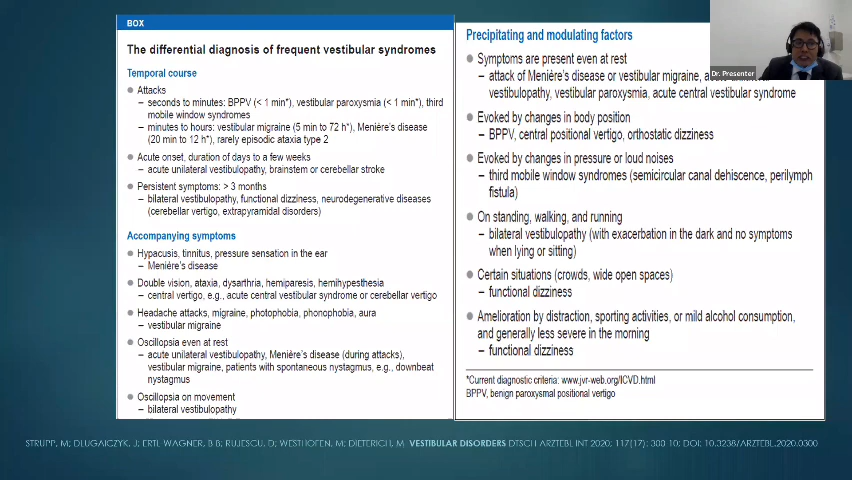 BOX
The differential diagnosis of frequent vestibular syndromes
Temporal course
Attacks
– seconds to minutes: BPPV (< 1 min*), vestibular paroxysmia (< 1 min*), third
mobile window syndromes
– minutes to hours: vestibular migraine (5 min to 72 h*), Menière's disease
(20 min to 12 h*), rarely episodic ataxia type 2
Acute onset, duration of days to a few weeks
– acute unilateral vestibulopathy, brainstem or cerebellar stroke
Persistent symptoms: > 3 months
– bilateral vestibulopathy, functional dizziness, neurodegenerative diseases
(cerebellar vertigo, extrapyramidal disorders)
Accompanying symptoms
Hypacusis, tinnitus, pressure sensation in the ear
– Menière's disease
Double vision, ataxia, dysarthria, hemiparesis, hemihypesthesia
– central vertigo, e.g., acute central vestibular syndrome or cerebellar vertigo
Headache attacks, migraine, photophobia, phonophobia, aura
– vestibular migraine
Oscillopsia even at rest
– acute unilateral vestibulopathy, Menière's disease (during attacks),
vestibular migraine, patients with spontaneous nystagmus, e.g., downbeat
nystagmus
Oscillopsia on movement
– bilateral vestibulopathy
Precipitating and modulating factors
Symptoms are present even at rest
– attack of Menière's disease or vestibular migraine,
vestibulopathy, vestibular paroxysmia, acute central vestibular syndrome
Evoked by changes in body position
– BPPV, central positional vertigo, orthostatic dizziness
Evoked by changes in pressure or loud noises
– third mobile window syndromes (semicircular canal dehiscence, perilymph
fistula)
On standing, walking, and running
– bilateral vestibulopathy (with exacerbation in the dark and no symptoms
when lying or sitting)
Certain situations (crowds, wide open spaces)
– functional dizziness
Amelioration by distraction, sporting activities, or mild alcohol consumption,
and generally less severe in the morning
– functional dizziness
*Current diagnostic criteria: www.jvr-web.org/ICVD.html
BPPV, benign paroxysmal positional vertigo
Dr. Presenter
STRUPP, M; DLUGAICZYK, J; ERTL WAGNER, B B; RUJESCU, D; WESTHOFEN, M; DIETERICH, M VESTIBULAR DISORDERS DTSCH ARZTEBL INT 2020; 117(17): 300 10; DOI: 10.3238/ARZTEBL.2020.0300